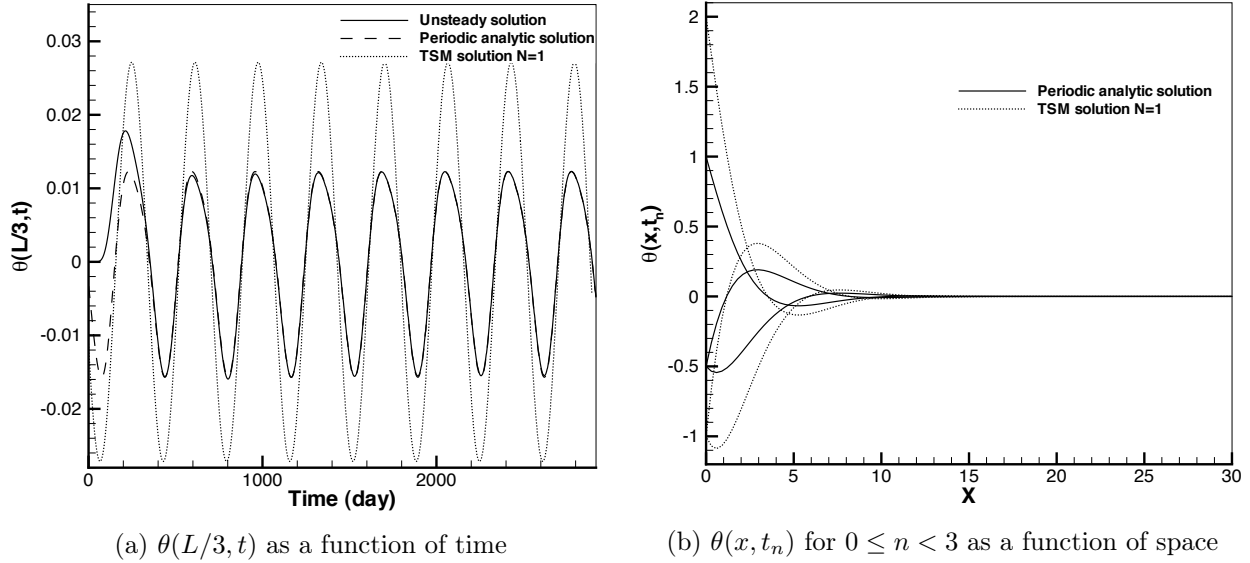 Unsteady solution
Periodic analytic solution
TSM solution N=1
0.03
0.02
0.01
0
-0.01
-0.02
θ(L/3,t)
0
1000
2000
Time (day)
(a) θ(L/3, t) as a function of time
Periodic analytic solution
TSM solution N=1
2
1.5
1
0.5
0
-0.5
-1
θ(x,tₙ)
0
5
10
15
20
25
30
X
(b) θ(x, tₙ) for 0 ≤ n < 3 as a function of space